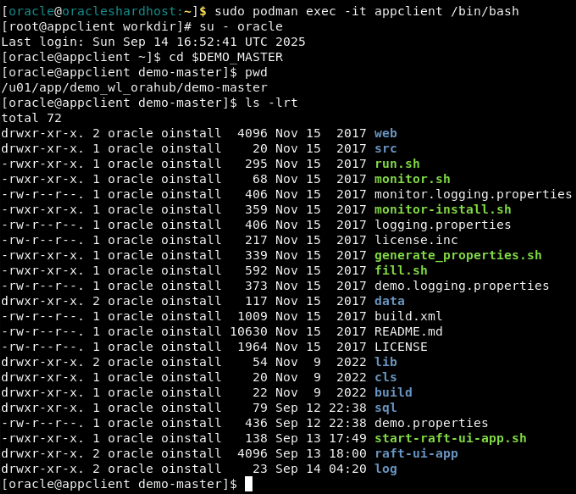 [oracle@oracleshardhost:~]$ sudo podman exec -it appclient /bin/bash
[root@appclient workdir]# su - oracle
Last login: Sun Sep 14 16:52:41 UTC 2025
[oracle@appclient ~]$ cd $DEMO_MASTER
[oracle@appclient demo-master]$ pwd
/u01/app/demo_wl_orahub/demo-master
[oracle@appclient demo-master]$ ls -lrt
total 72
drwxr-xr-x. 2 oracle oinstall  4096 Nov 15  2017 web
drwxr-xr-x. 1 oracle oinstall    20 Nov 15  2017 src
-rwxr-xr-x. 1 oracle oinstall   295 Nov 15  2017 run.sh
-rwxr-xr-x. 1 oracle oinstall    68 Nov 15  2017 monitor.sh
-rw-r--r--. 1 oracle oinstall   406 Nov 15  2017 monitor.logging.properties
-rwxr-xr-x. 1 oracle oinstall   359 Nov 15  2017 monitor-install.sh
-rw-r--r--. 1 oracle oinstall   406 Nov 15  2017 logging.properties
-rw-r--r--. 1 oracle oinstall   217 Nov 15  2017 license.inc
-rwxr-xr-x. 1 oracle oinstall   339 Nov 15  2017 generate_properties.sh
-rwxr-xr-x. 1 oracle oinstall   592 Nov 15  2017 fill.sh
-rw-r--r--. 1 oracle oinstall   373 Nov 15  2017 demo.logging.properties
drwxr-xr-x. 2 oracle oinstall   117 Nov 15  2017 data
-rw-r--r--. 1 oracle oinstall  1009 Nov 15  2017 build.xml
-rw-r--r--. 1 oracle oinstall 10630 Nov 15  2017 README.md
-rw-r--r--. 1 oracle oinstall  1964 Nov 15  2017 LICENSE
drwxr-xr-x. 2 oracle oinstall    54 Nov  9  2022 lib
drwxr-xr-x. 1 oracle oinstall    20 Nov  9  2022 cls
drwxr-xr-x. 1 oracle oinstall    22 Nov  9  2022 build
drwxr-xr-x. 1 oracle oinstall    79 Sep 12 22:38 sql
-rw-r--r--. 1 oracle oinstall   436 Sep 12 22:38 demo.properties
-rwxr-xr-x. 1 oracle oinstall   138 Sep 13 17:49 start-raft-ui-app.sh
drwxr-xr-x. 2 oracle oinstall  4096 Sep 13 18:00 raft-ui-app
drwxr-xr-x. 2 oracle oinstall    23 Sep 14 04:20 log
[oracle@appclient demo-master]$